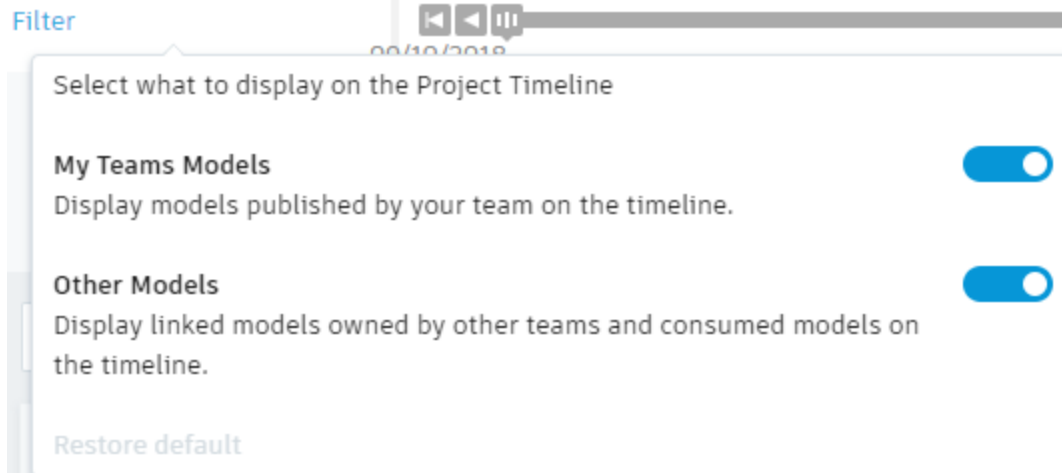 Filter
Select what to display on the Project Timeline
My Teams Models
Display models published by your team on the timeline.
Other Models
Display linked models owned by other teams and consumed models on
the timeline.
Restore default